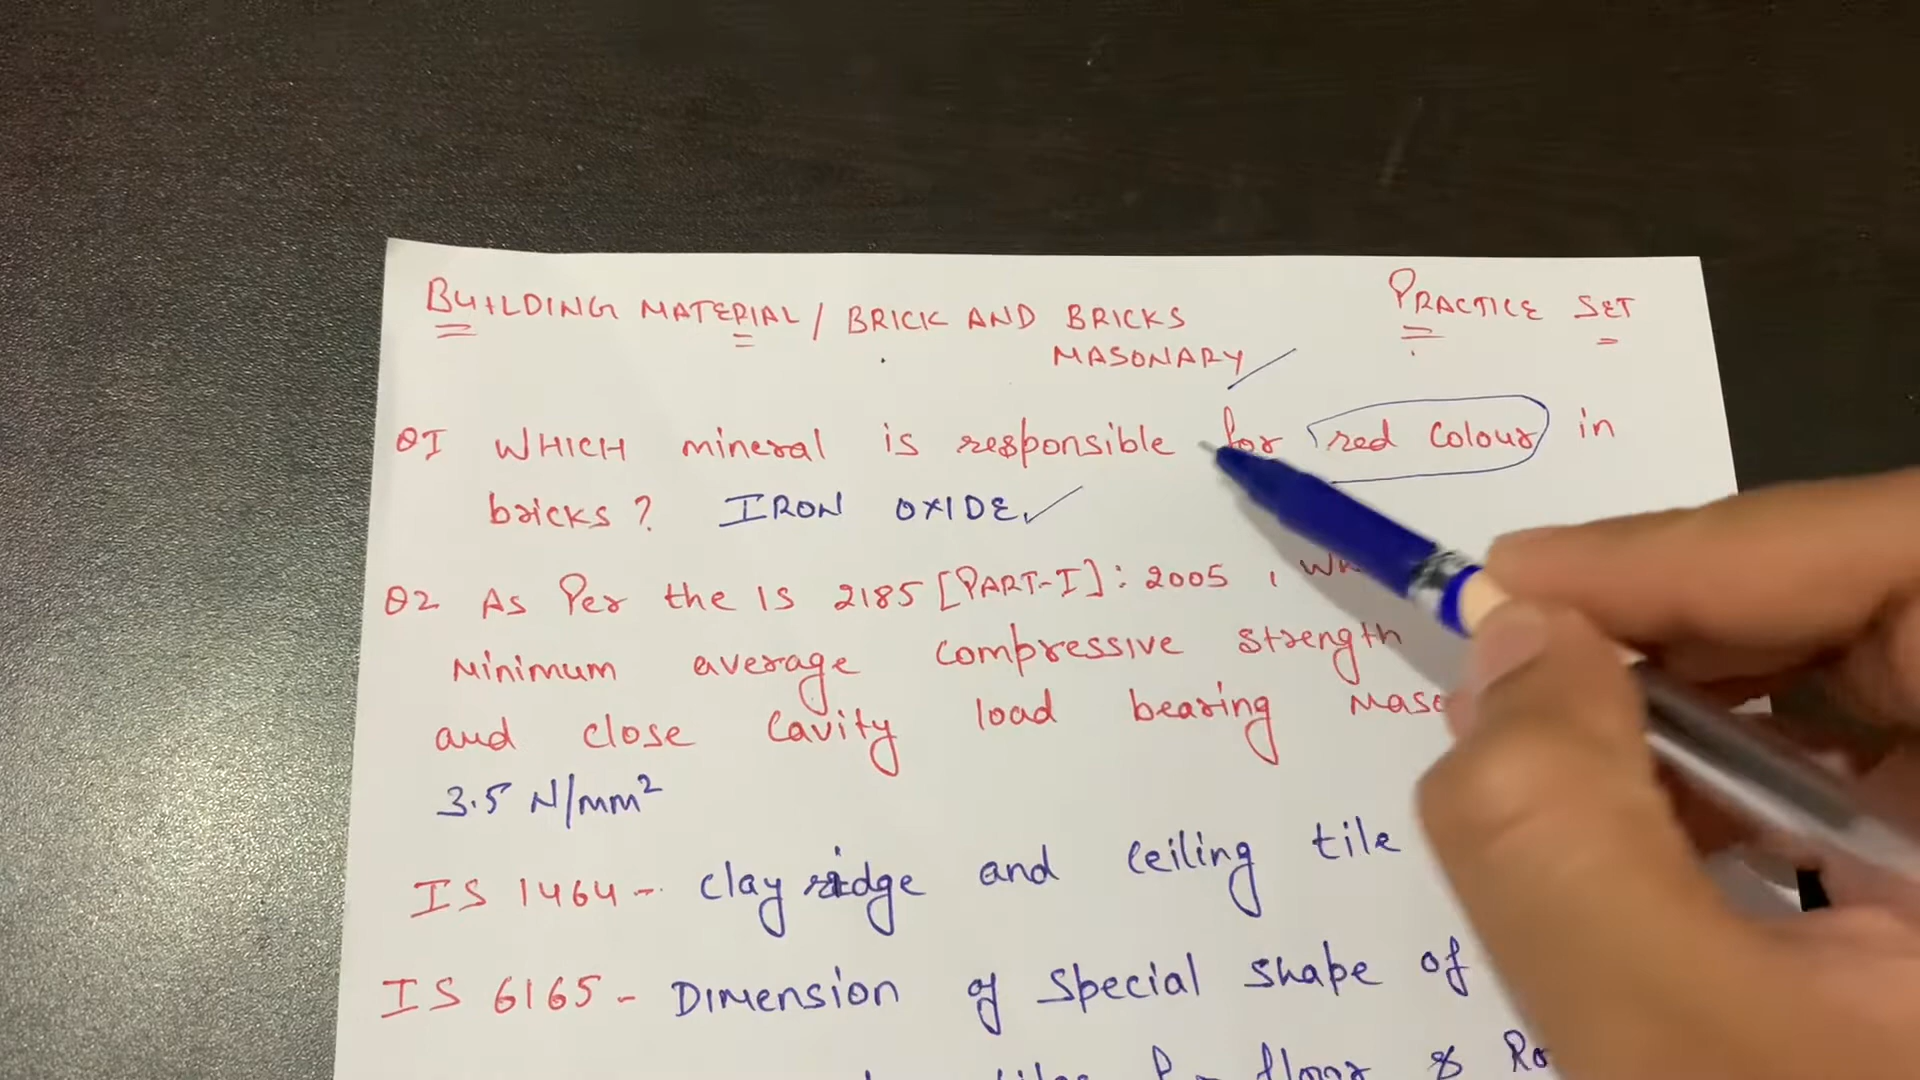 BUILDING MATERIAL / BRICK AND BRICKS
MASONARY
PRACTICE SET
Q1 WHICH mineral is responsible for red colour in
bricks? IRON OXIDE
Q2 As Per the IS 2185 [PART-I]: 2005 ,
Minimum average compressive strength
and close cavity load bearing
3.5 N/mm²
IS 1464- clay ridge and ceiling tile
IS 6165- Dimension of special shape of
floor &